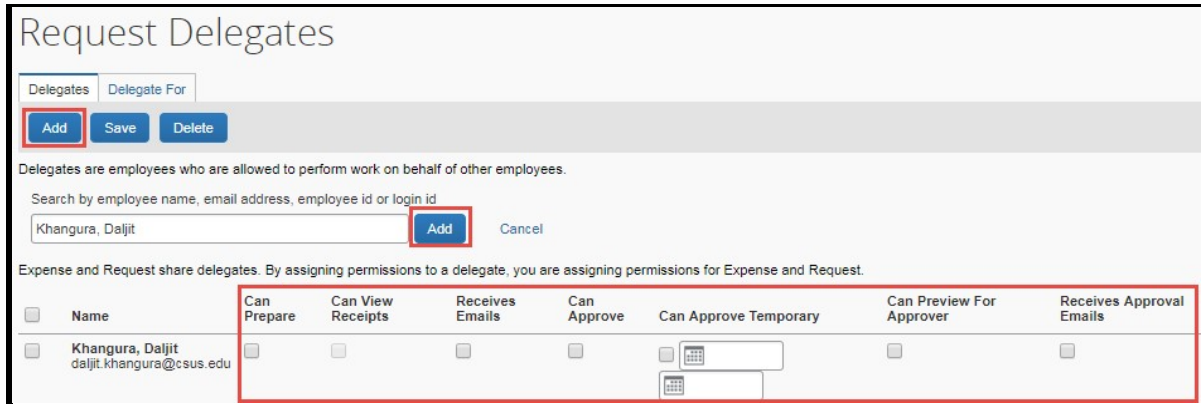 Request Delegates
Delegates Delegate For
Add Save Delete
Delegates are employees who are allowed to perform work on behalf of other employees.
Search by employee name, email address, employee id or login id
Khangura, Daljit Add Cancel
Expense and Request share delegates. By assigning permissions to a delegate, you are assigning permissions for Expense and Request.
Name Can Prepare Can View Receipts Receives Emails Can Approve Can Approve Temporary Can Preview For Approver Receives Approval Emails
Khangura, Daljit
daljit.khangura@csus.edu